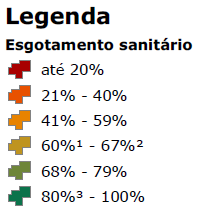 Legenda
Esgotamento sanitário
até 20%
21% - 40%
41% - 59%
60%¹ - 67%²
68% - 79%
80%³ - 100%